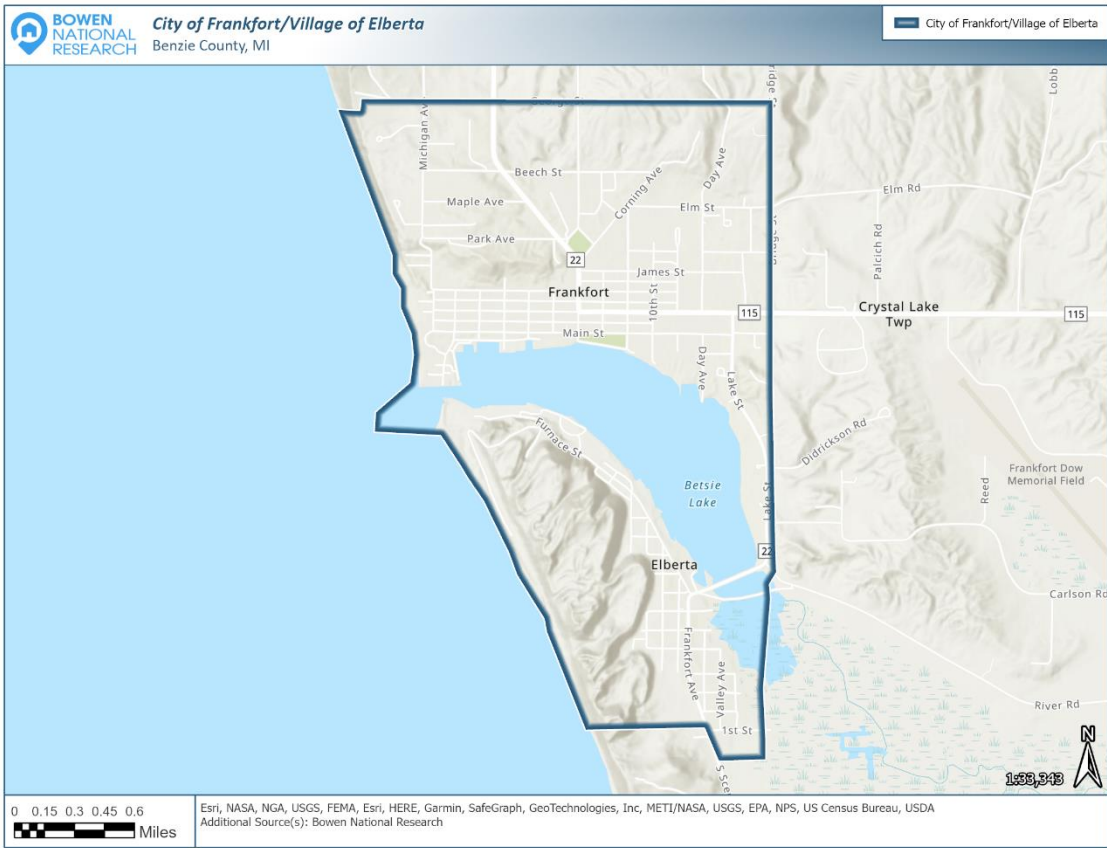 BOWEN
NATIONAL
RESEARCH
City of Frankfort/Village of Elberta
Benzie County, MI
City of Frankfort/Village of Elberta
Michigan Ave
Beech St
Corning Ave
Day Ave
Maple Ave
Elm St
Elm Rd
Park Ave
Palcich Rd
22
James St
Frankfort
10th St
Crystal Lake
Twp
115
115
Main St
Day Ave
Lake St
Furnace St
Didrickson Rd
Frankfort Dow
Memorial Field
Reed
Betsie
Lake
Lake St
22
Elberta
Carlson Rd
Frankfort Ave
Valley Ave
River Rd
1st St
N
1:33,343
0 0.15 0.3 0.45 0.6
Miles
Esri, NASA, NGA, USGS, FEMA, Esri, HERE, Garmin, SafeGraph, GeoTechnologies, Inc, METI/NASA, USGS, EPA, NPS, US Census Bureau, USDA
Additional Source(s): Bowen National Research